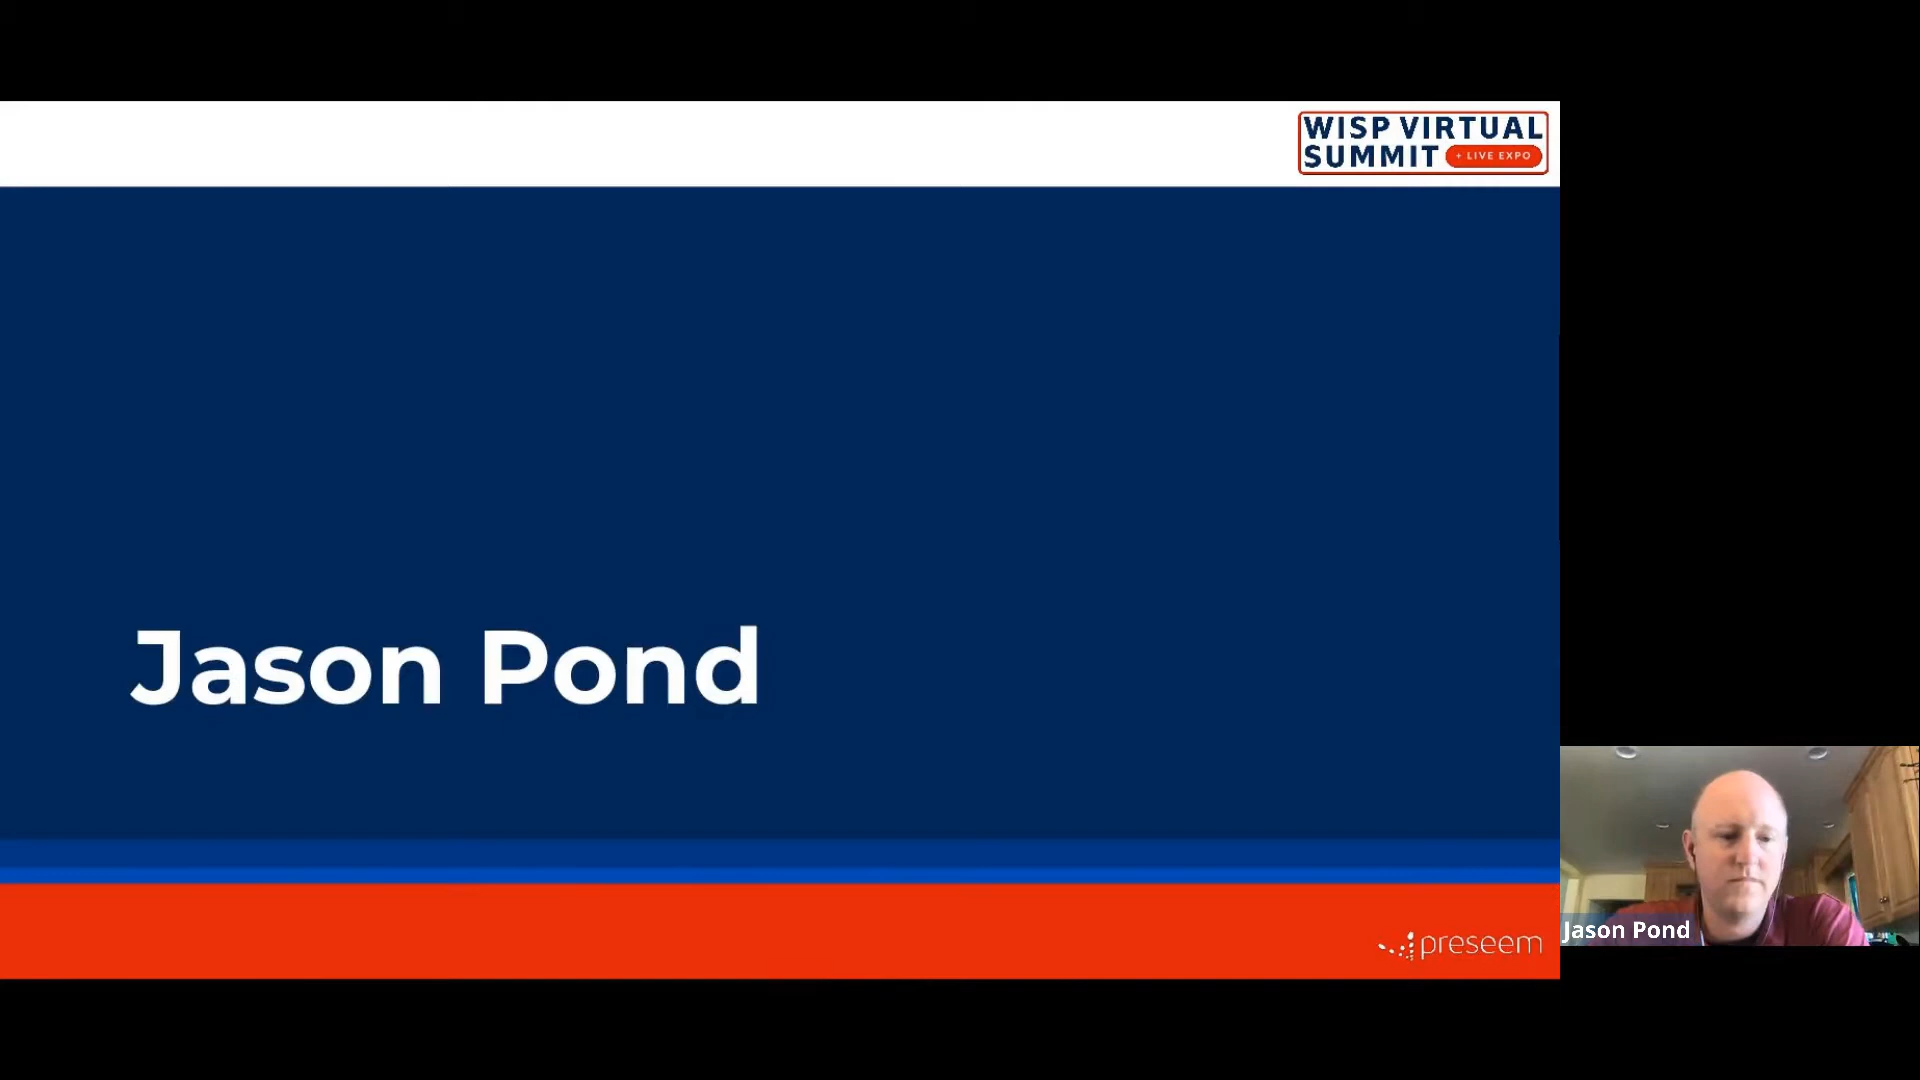 WISP VIRTUAL
SUMMIT + LIVE EXPO
Jason Pond
preseem
Jason Pond